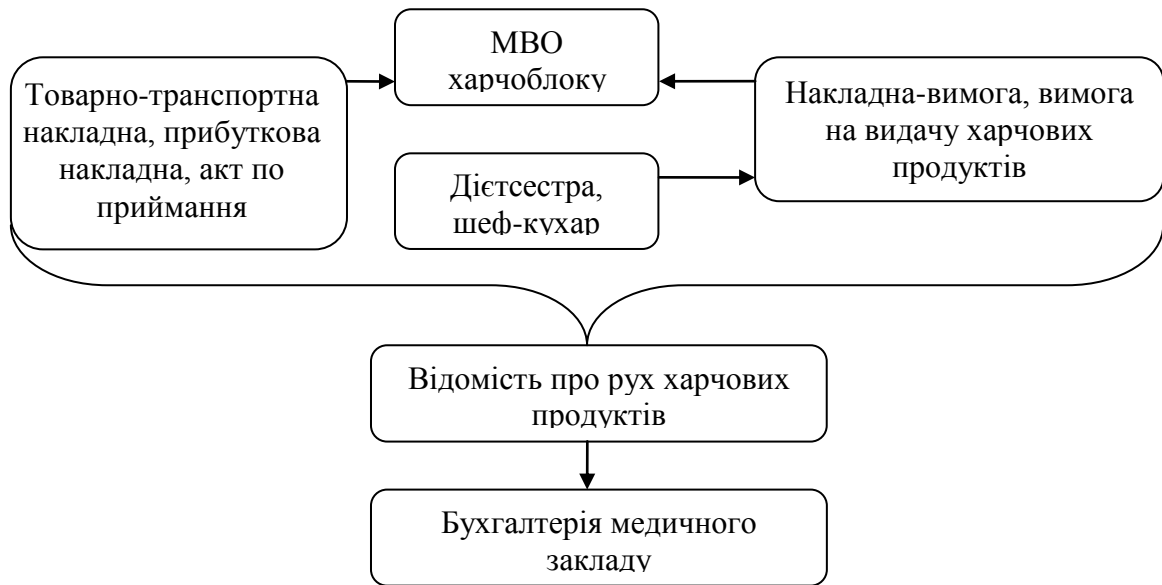 МВО
харчоблоку
Товарно-транспортна
накладна, прибуткова
накладна, акт по
приймання
Накладна-вимога, вимога
на видачу харчових
продуктів
Дієтсестра,
шеф-кухар
Відомість про рух харчових
продуктів
Бухгалтерія медичного
закладу